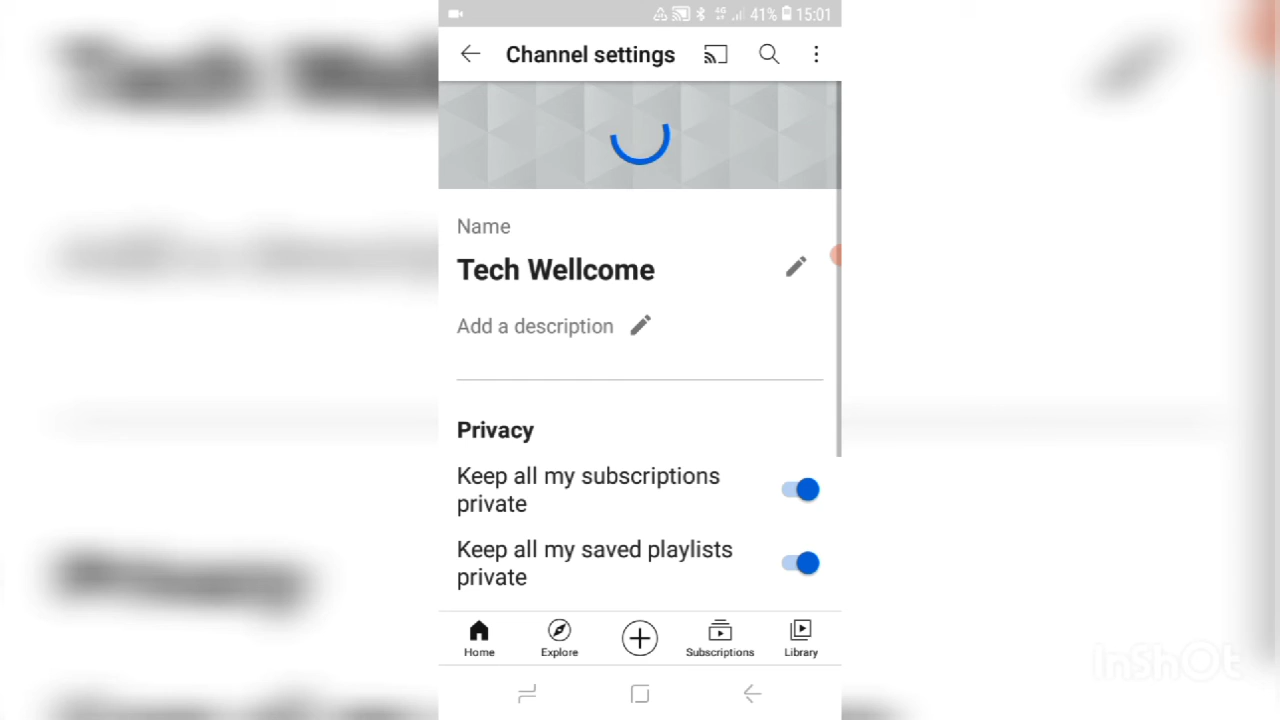 41% 15:01
Channel settings
Name
Tech Wellcome
Add a description
Privacy
Keep all my subscriptions
private
Keep all my saved playlists
private
Home Explore Subscriptions Library
InShOt